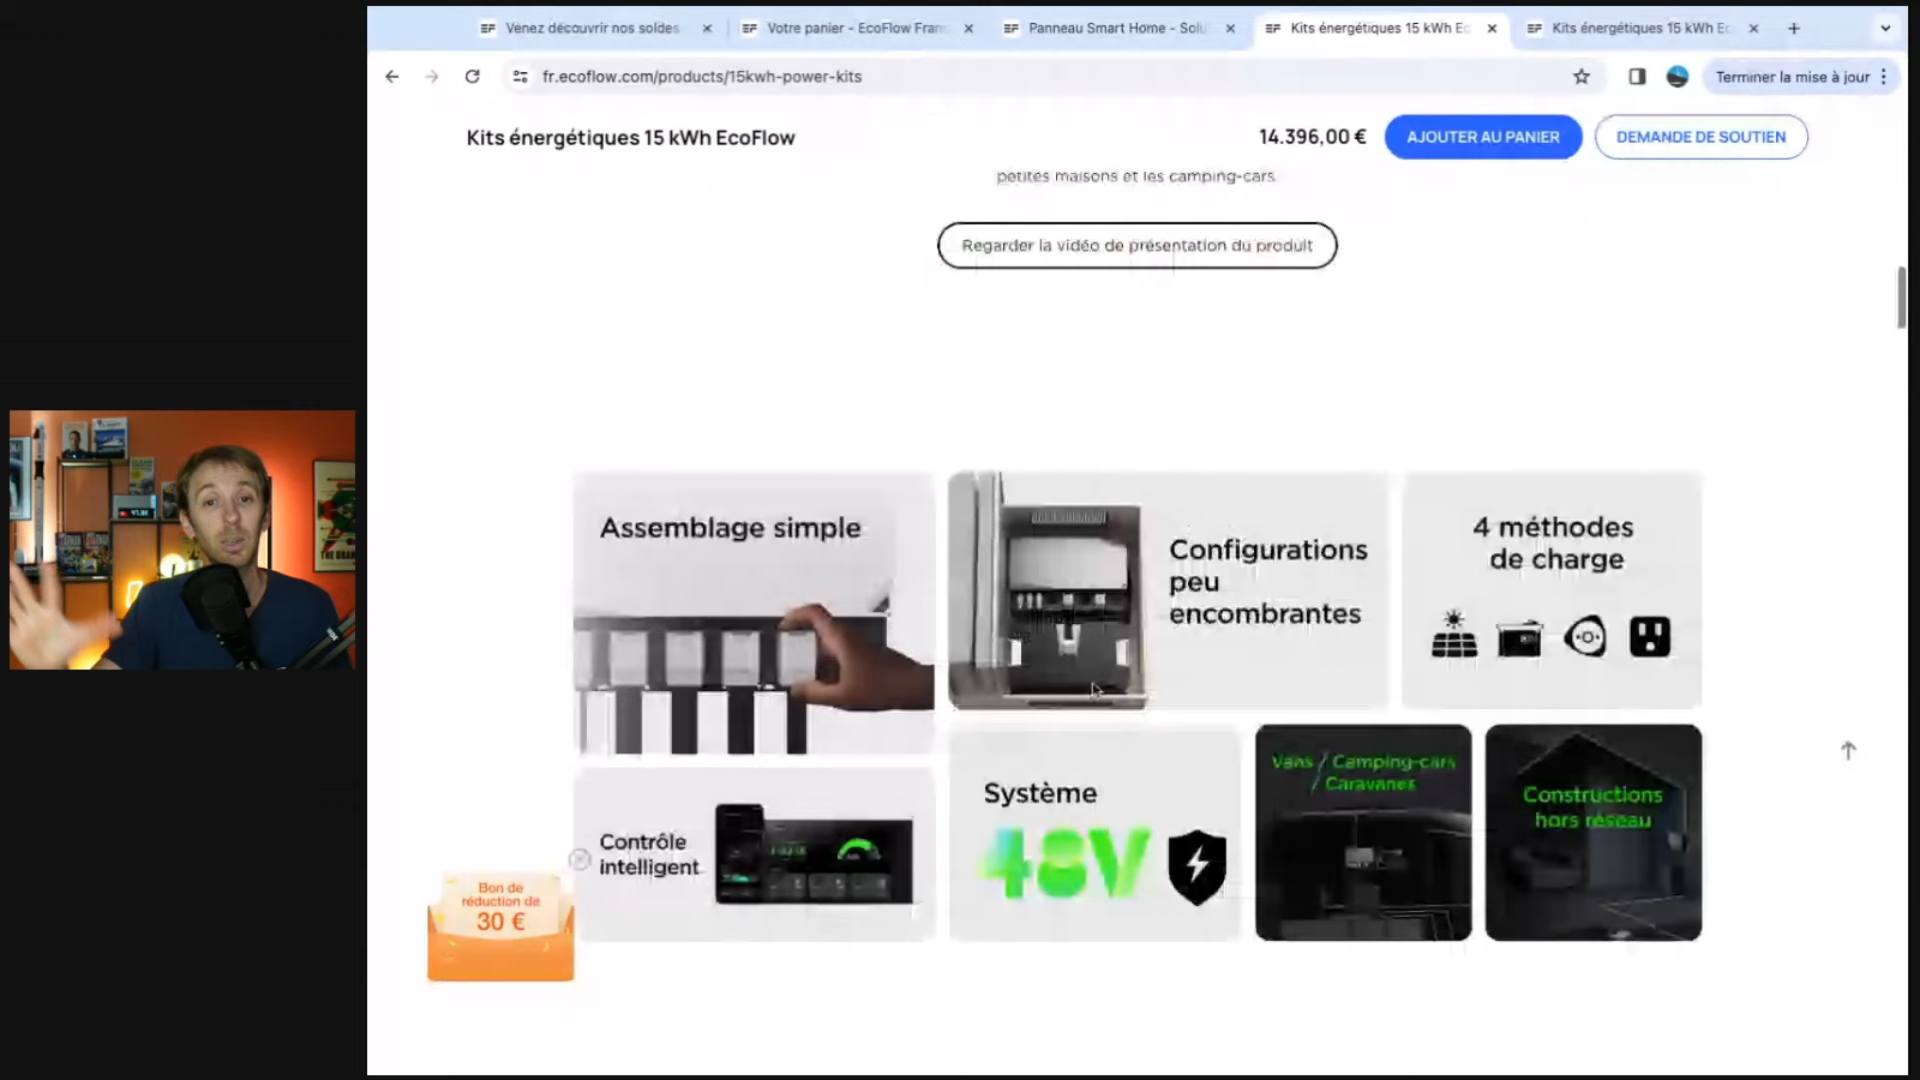 Venez découvrir nos soldes
Votre panier - EcoFlow Fran
Panneau Smart Home - Solu
Kits énergétiques 15 kWh Ec
Kits énergétiques 15 kWh Ec
fr.ecoflow.com/products/15kwh-power-kits
Terminer la mise à jour
Kits énergétiques 15 kWh EcoFlow
14.396,00 €
AJOUTER AU PANIER
DEMANDE DE SOUTIEN
petites maisons et les camping-cars.
Regarder la vidéo de présentation du produit
Assemblage simple
Configurations
peu
encombrantes
4 méthodes
de charge
Contrôle
intelligent
Système
48V
Vans / Camping-cars
Caravanes
Constructions
hors réseau
Bon de
réduction de
30 €